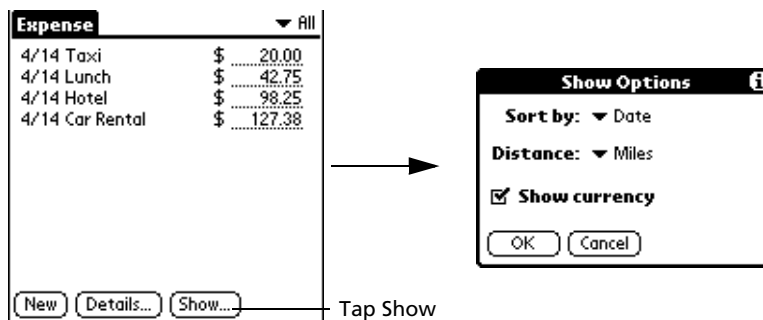 Expense All
4/14 Taxi $ 20.00
4/14 Lunch $ 42.75
4/14 Hotel $ 98.25
4/14 Car Rental $ 127.38
New Details... Show...
Tap Show
Show Options i
Sort by: Date
Distance: Miles
Show currency
OK Cancel